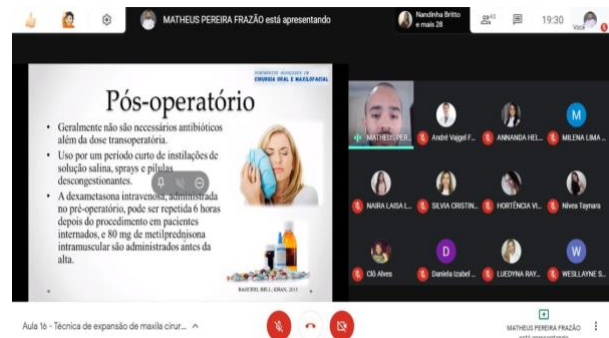 MATHEUS PEREIRA FRAZÃO está apresentando
Nandinha Britto
e mais 28
19:30
Você
CIRURGIA ORAL E MAXILOFACIAL
Pós-operatório
• Geralmente não são necessários antibióticos
além da dose transoperatória.
• Uso por um período curto de instilações de
solução salina, sprays e pílulas
descongestionantes.
• A dexametasona intravenosa, administrada
no pré-operatório, pode ser repetida 6 horas
depois do procedimento em pacientes
internados, e 80 mg de metilprednisona
intramuscular são administrados antes da
alta.
MATHEUS PER...
André Vajgel F...
ANNANDA HEL...
M
MILENA LIMA ...
NAIRA LAISA L...
SILVIA CRISTIN...
HORTÊNCIA VI...
Nívea Taynara
Clô Alves
D
Daniela Izabel ...
LUEDYNA RAY...
W
WESLLAYNE S...
Aula 16 - Técnica de expansão de maxila cirur...
MATHEUS PEREIRA FRAZÃO
está apresentando